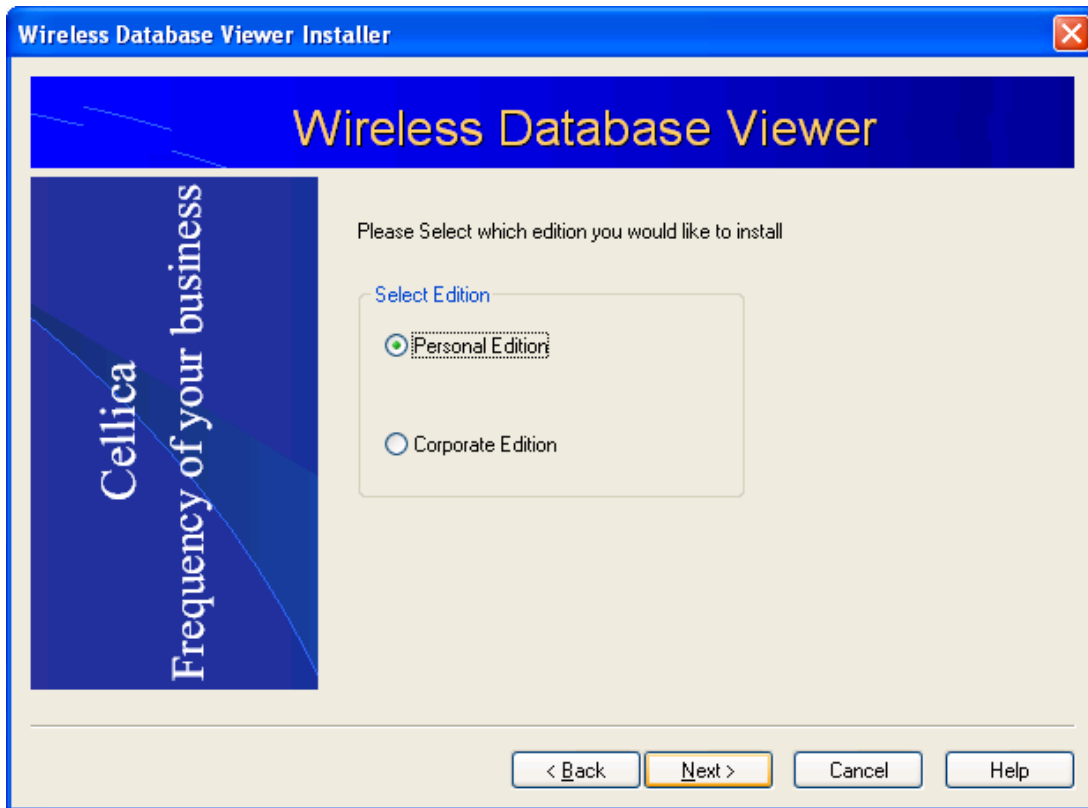 Wireless Database Viewer Installer
Wireless Database Viewer
Cellica
Frequency of your business
Please Select which edition you would like to install
Select Edition
Personal Edition
Corporate Edition
< Back
Next >
Cancel
Help